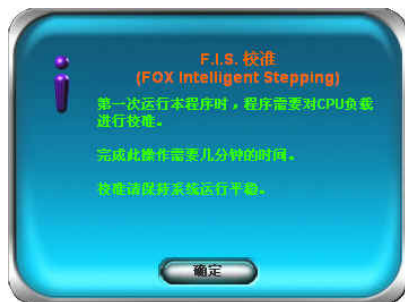 F.I.S. 校准
(FOX Intelligent Stepping)
第一次运行本程序时，程序需要对CPU负载
进行校准。
完成此操作需要几分钟的时间。
校准请保持系统运行平稳。
确定